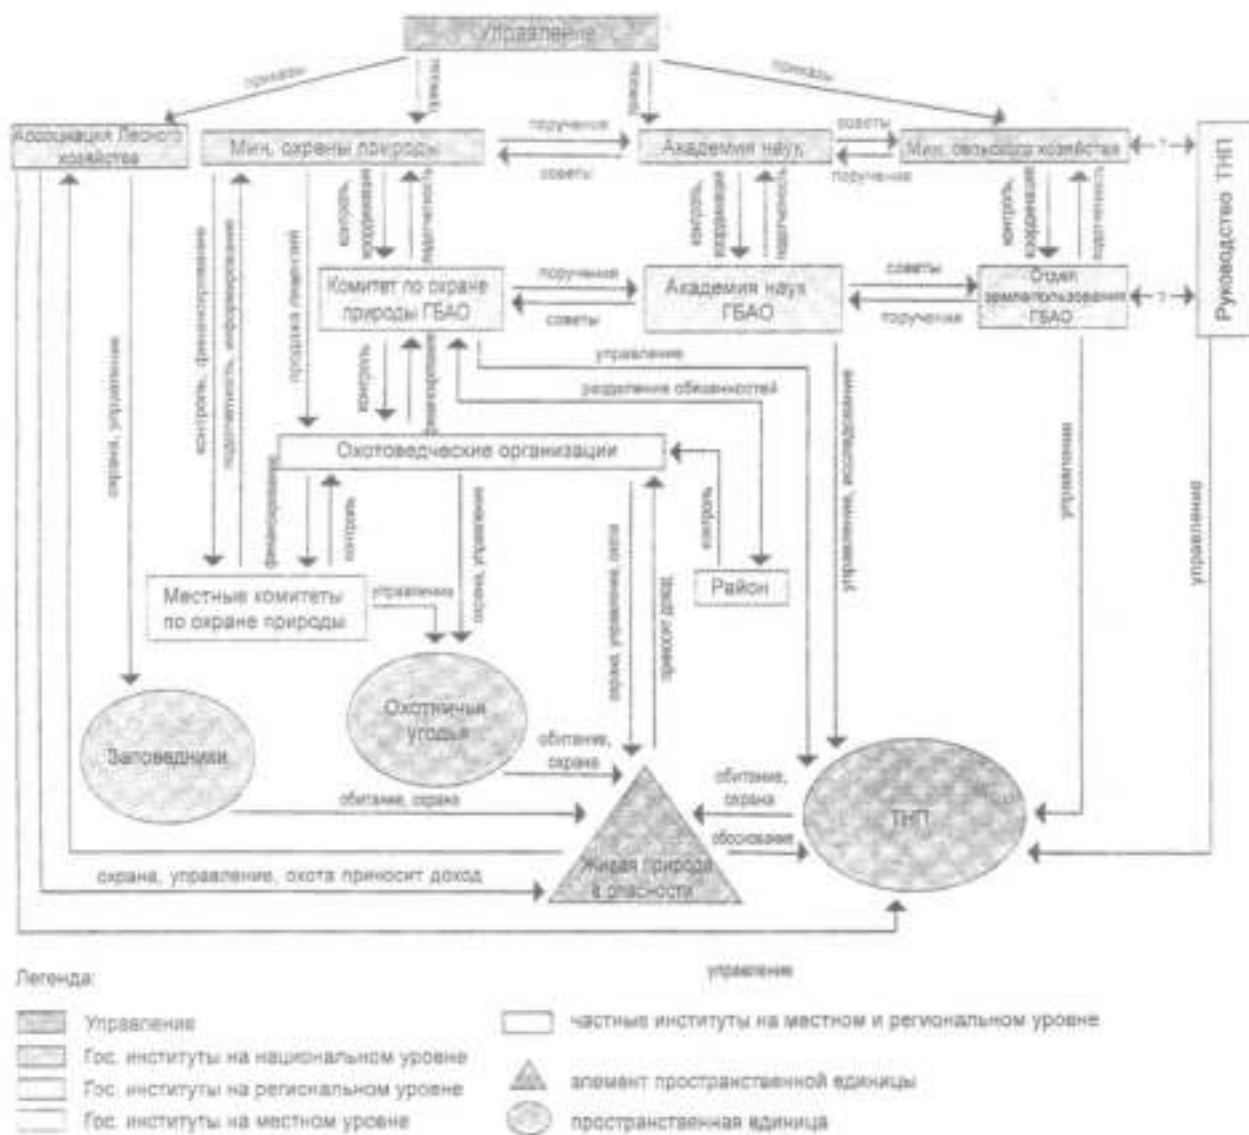 Управление
приказы
приказы
приказы
приказы
Ассоциация Лесного
хозяйства
Мин. охраны природы
поручения
советы
Академия наук
советы
поручения
Мин. сельского хозяйства
?
Руководство ТНП
контроль,
координация
подотчетность
контроль,
координация
подотчетность
контроль,
координация
подотчетность
контроль, финансирование
подотчетность, информирование
продажа лицензий
охрана, управление
Комитет по охране
природы ГБАО
поручения
советы
Академия наук
ГБАО
советы
поручения
Отдел
землепользования
ГБАО
?
контроль
финансирование
управление
разделение обязанностей
Охотоведческие организации
финансирование
контроль
охрана, управление
охрана, управление, охота
приносит доход
контроль
управление, исследование
управление
управление
Местные комитеты
по охране природы
управление
Район
Охотничьи
угодья
Заповедники
обитание,
охрана
обитание, охрана
обитание,
охрана
ТНП
Живая природа
в опасности
охрана, управление, охота приносит доход
управление
Легенда:
Управление
Гос. институты на национальном уровне
Гос. институты на региональном уровне
Гос. институты на местном уровне
частные институты на местном и региональном уровне
элемент пространственной единицы
пространственная единица